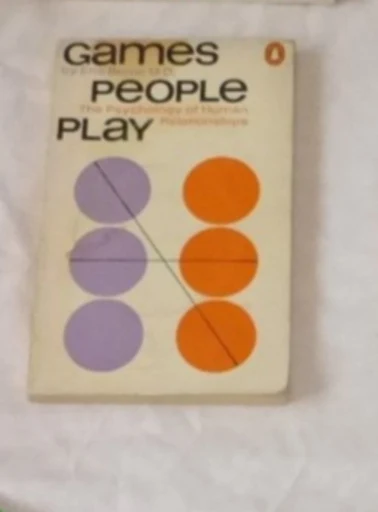 Games
by Eric Berne M.D.
PEOPLE
The Psychology of Human
PLAY Relationships